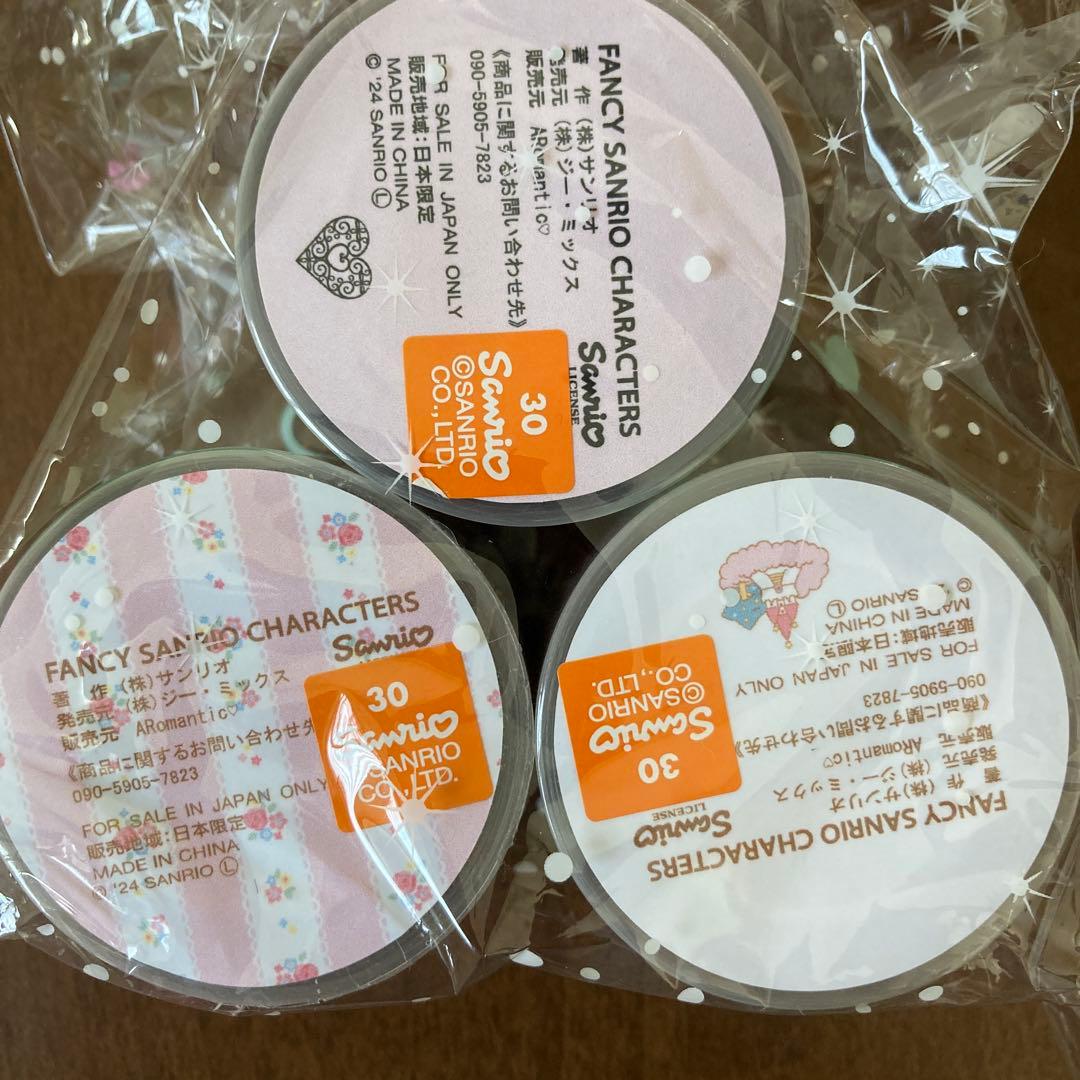 FANCY SANRIO CHARACTERS
著 作 (株)サンリオ
発売元 (株)ジー・ミックス
販売元 ARomantic♡
《商品に関するお問い合わせ先》
090-5905-7823
FOR SALE IN JAPAN ONLY
販売地域:日本限定
MADE IN CHINA
© '24 SANRIO Ⓛ
Sanrio
LICENSE
30
Sanrio
©SANRIO
CO.,LTD.
FANCY SANRIO CHARACTERS
著 作 (株)サンリオ
発売元 (株)ジー・ミックス
販売元 ARomantic♡
《商品に関するお問い合わせ先
090-5905-7823
FOR SALE IN JAPAN ONLY
販売地域:日本限定
MADE IN CHINA
© '24 SANRIO Ⓛ
Sanrio
30
Sanrio
SANRIO
CO.,LTD.
FANCY SANRIO CHARACTERS
著 作 (株)サンリオ
発売元 (株)ジー・ミックス
販売元 ARomantic♡
《商品に関するお問い合わせ先》
090-5905-7823
FOR SALE IN JAPAN ONLY
販売地域:日本限定
MADE IN CHINA
©
SANRIO Ⓛ
Sanrio
LICENSE
30
Sanrio
©SANRIO
CO.,LTD.